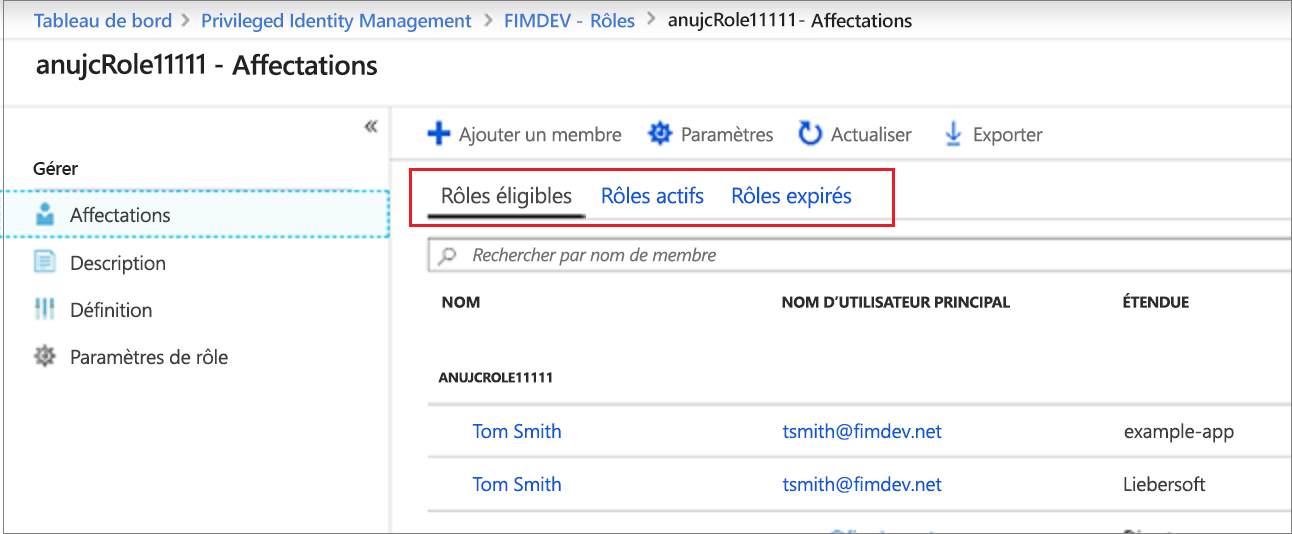 Tableau de bord > Privileged Identity Management > FIMDEV - Rôles > anujcRole11111 - Affectations
anujcRole11111 - Affectations
«
Gérer
Affectations
Description
Définition
Paramètres de rôle
Ajouter un membre Paramètres Actualiser Exporter
Rôles éligibles Rôles actifs Rôles expirés
Rechercher par nom de membre
NOM NOM D’UTILISATEUR PRINCIPAL ÉTENDUE
ANUJCROLE11111
Tom Smith tsmith@fimdev.net example-app
Tom Smith tsmith@fimdev.net Liebersoft